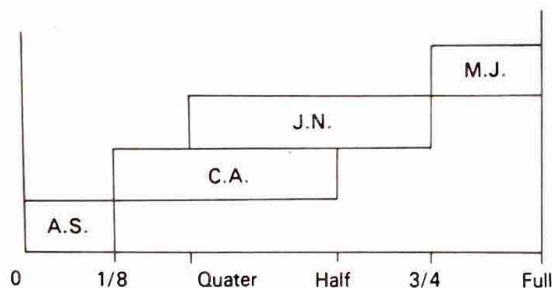 M.J.
J.N.
C.A.
A.S.
0 1/8 Quater Half 3/4 Full